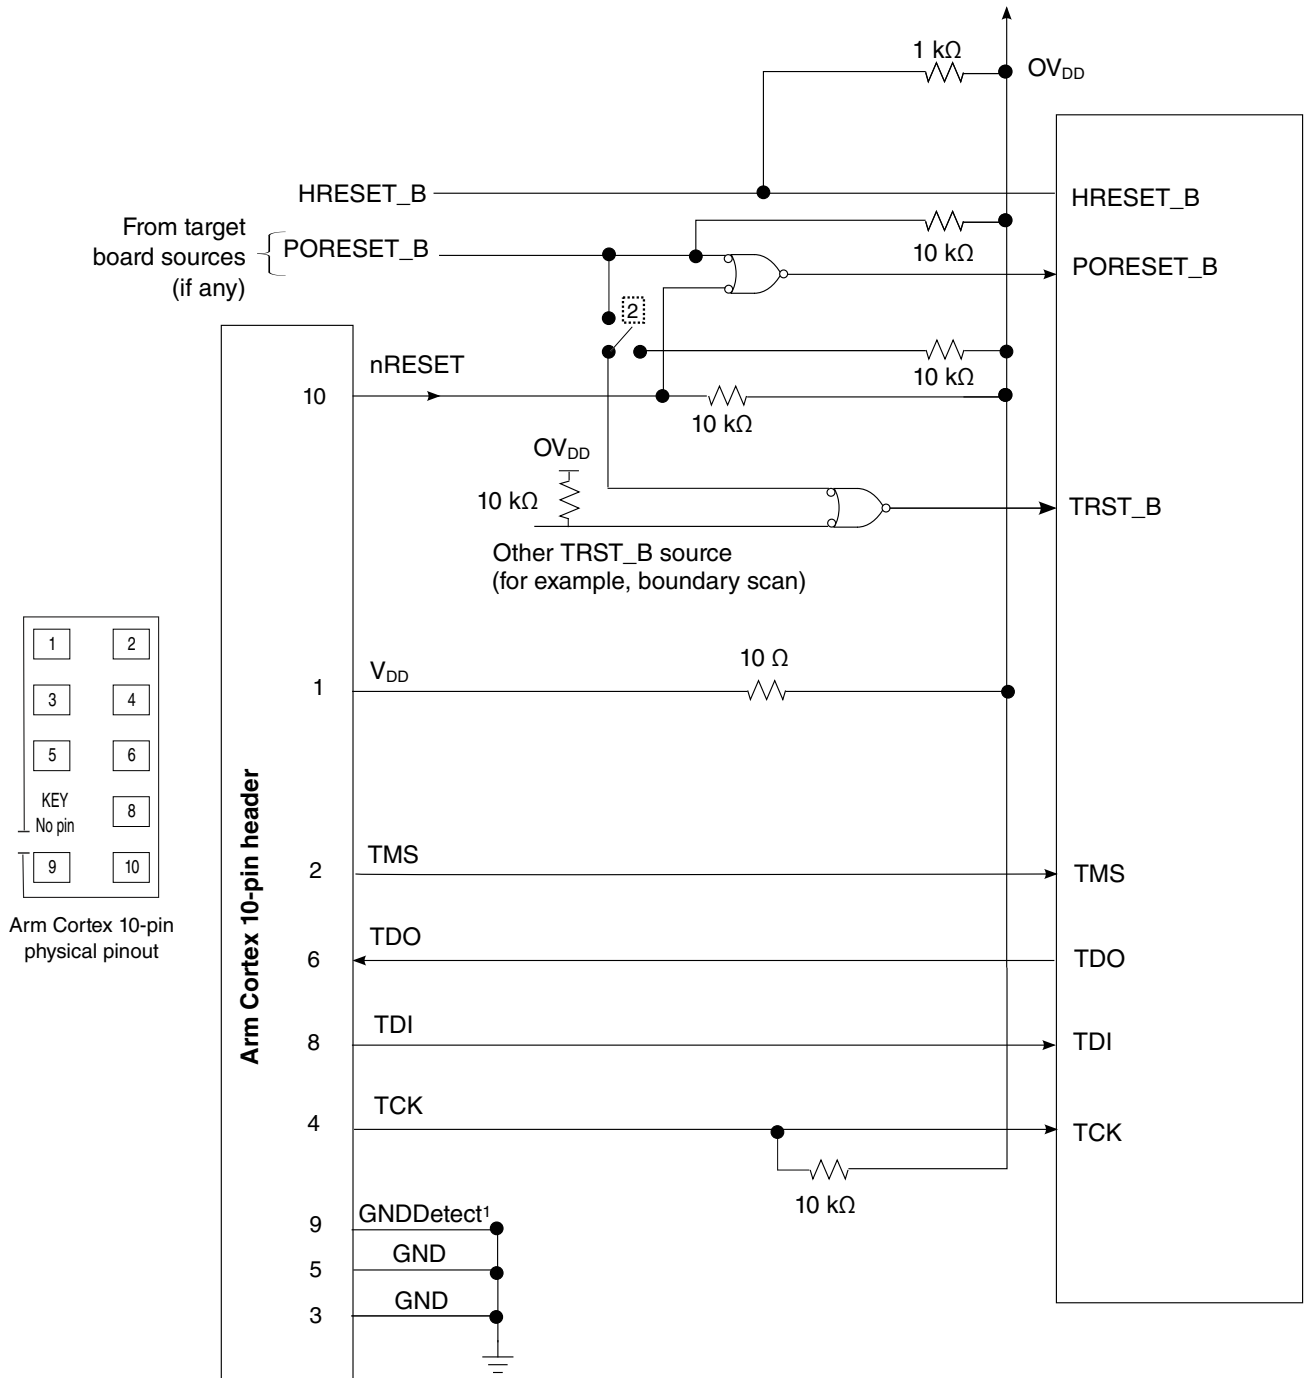 1 kΩ
OVDD
HRESET_B
HRESET_B
From target
board sources
(if any)
PORESET_B
10 kΩ
PORESET_B
2
nRESET
10
10 kΩ
10 kΩ
OVDD
10 kΩ
TRST_B
Other TRST_B source
(for example, boundary scan)
1
2
3
4
5
6
KEY
No pin
8
9
10
Arm Cortex 10-pin
physical pinout
Arm Cortex 10-pin header
1
VDD
10 Ω
2
TMS
TMS
6
TDO
TDO
8
TDI
TDI
4
TCK
TCK
10 kΩ
9
GNDDetect¹
5
GND
3
GND